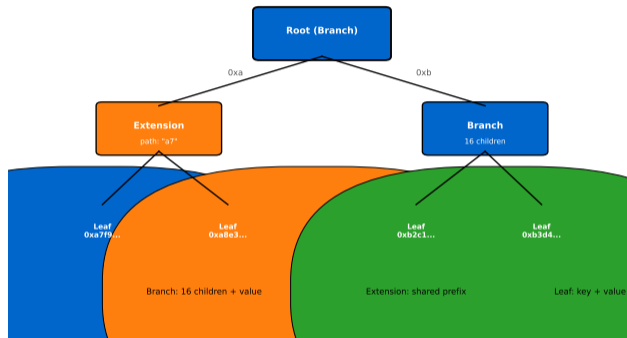 Root (Branch)
0xa
0xb
Extension
path: "a7"
Branch
16 children
Leaf
0xa7f9...
Leaf
0xa8e3...
Leaf
0xb2c1...
Leaf
0xb3d4...
Branch: 16 children + value
Extension: shared prefix
Leaf: key + value